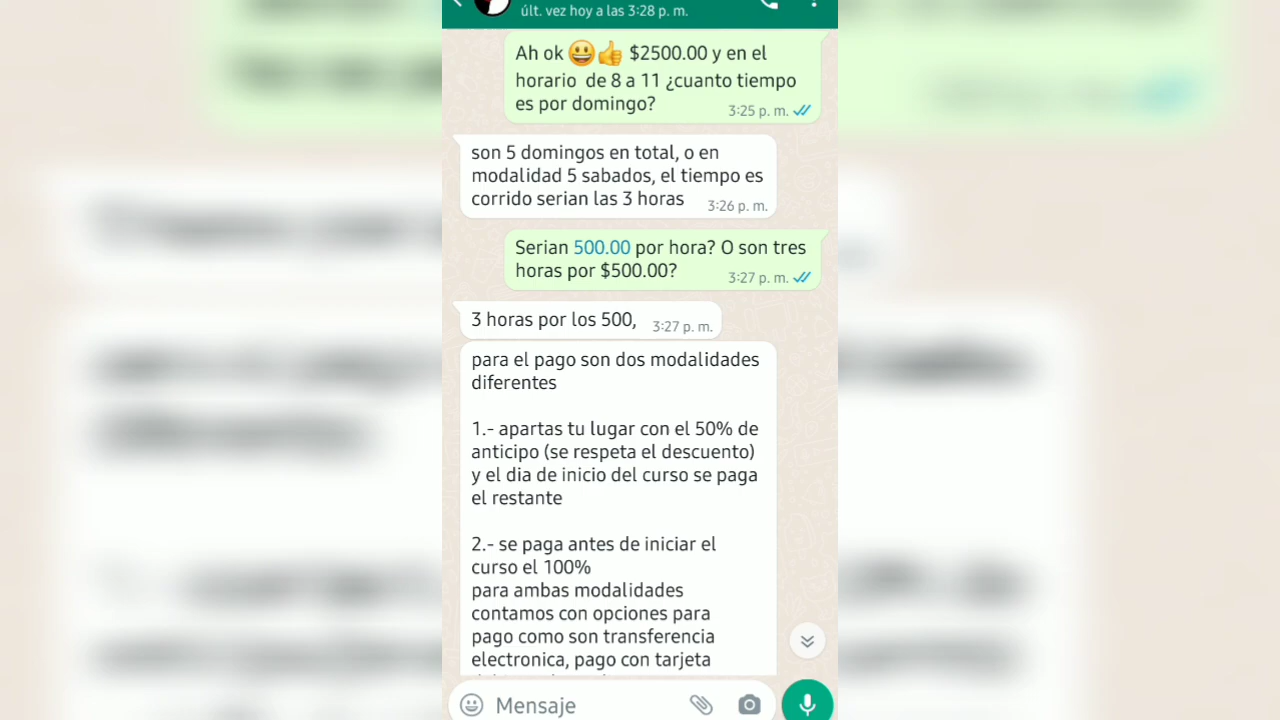 últ. vez hoy a las 3:28 p. m.
Ah ok 😃👍 $2500.00 y en el
horario de 8 a 11 ¿cuanto tiempo
es por domingo?
3:25 p. m.
son 5 domingos en total, o en
modalidad 5 sabados, el tiempo es
corrido serian las 3 horas
3:26 p. m.
Serian 500.00 por hora? O son tres
horas por $500.00?
3:27 p. m.
3 horas por los 500,
3:27 p. m.
para el pago son dos modalidades
diferentes
1.- apartas tu lugar con el 50% de
anticipo (se respeta el descuento)
y el dia de inicio del curso se paga
el restante
2.- se paga antes de iniciar el
curso el 100%
para ambas modalidades
contamos con opciones para
pago como son transferencia
electronica, pago con tarjeta
Mensaje